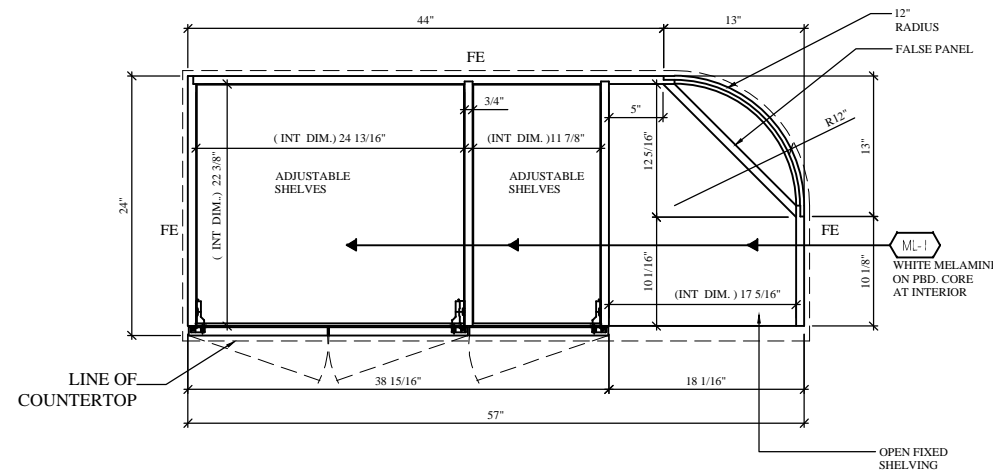 44"
13"
12"
RADIUS
FALSE PANEL
FE
3/4"
5"
R12"
( INT DIM.) 24 13/16"
(INT DIM.)11 7/8"
12 5/16"
13"
ADJUSTABLE
SHELVES
ADJUSTABLE
SHELVES
( INT DIM..) 22 3/8"
24"
FE
FE
ML-1
WHITE MELAMINE
ON PBD. CORE
AT INTERIOR
10 1/16"
10 1/8"
(INT DIM. ) 17 5/16"
LINE OF
COUNTERTOP
38 15/16"
18 1/16"
57"
OPEN FIXED
SHELVING